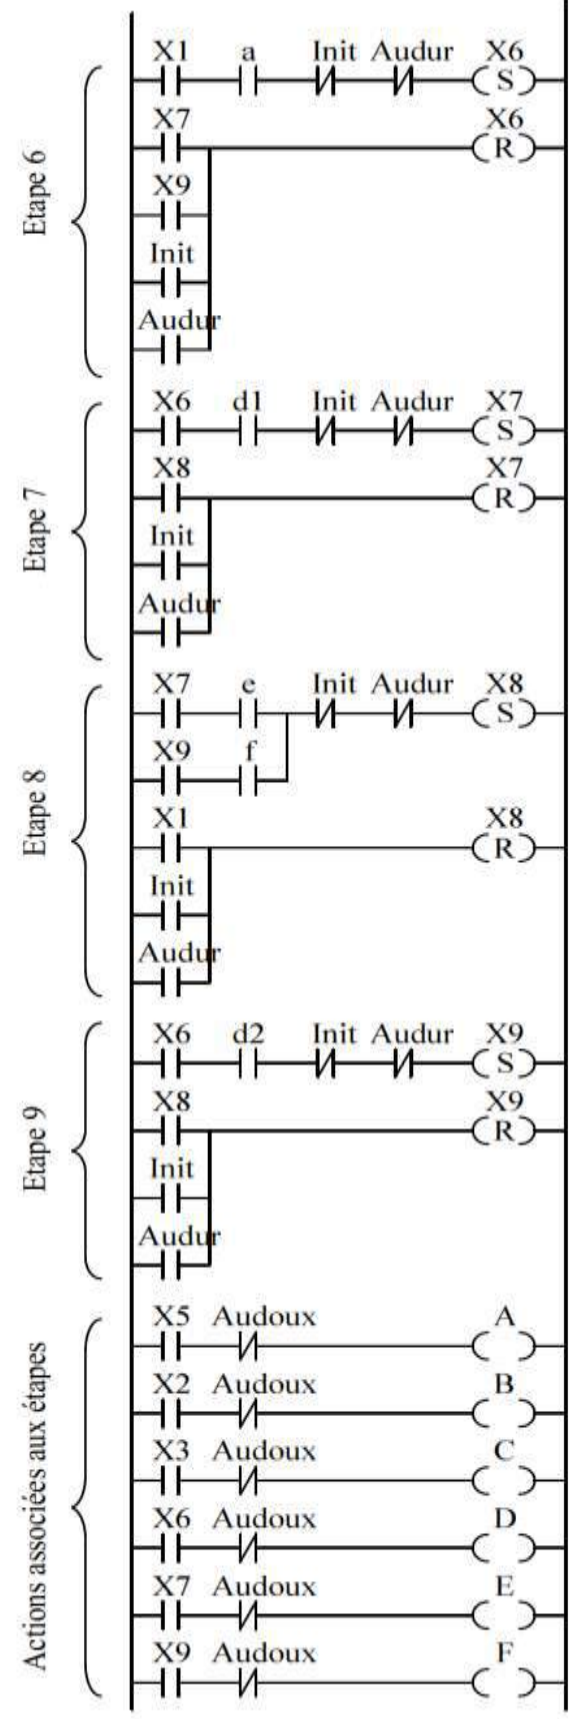 X1 a Init Audur X6
S
X7 X6
R
X9
Init
Audur
Etape 6
X6 d1 Init Audur X7
S
X8 X7
R
Init
Audur
Etape 7
X7 e Init Audur X8
S
X9 f
X1 X8
R
Init
Audur
Etape 8
X6 d2 Init Audur X9
S
X8 X9
R
Init
Audur
Etape 9
X5 Audoux A
X2 Audoux B
X3 Audoux C
X6 Audoux D
X7 Audoux E
X9 Audoux F
Actions associées aux étapes